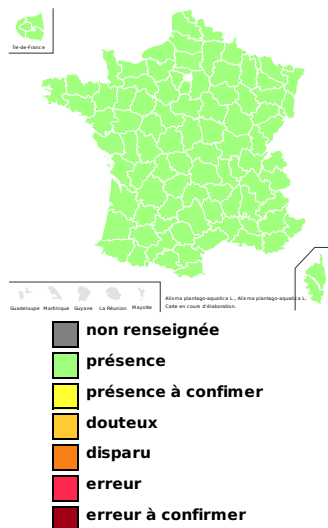 Île-de-France
Guadeloupe Martinique Guyane La Réunion Mayotte
Alisma plantago-aquatica L., Alisma plantago-aquatica L.
Carte en cours d'élaboration.
non renseignée
présence
présence à confimer
douteux
disparu
erreur
erreur à confirmer